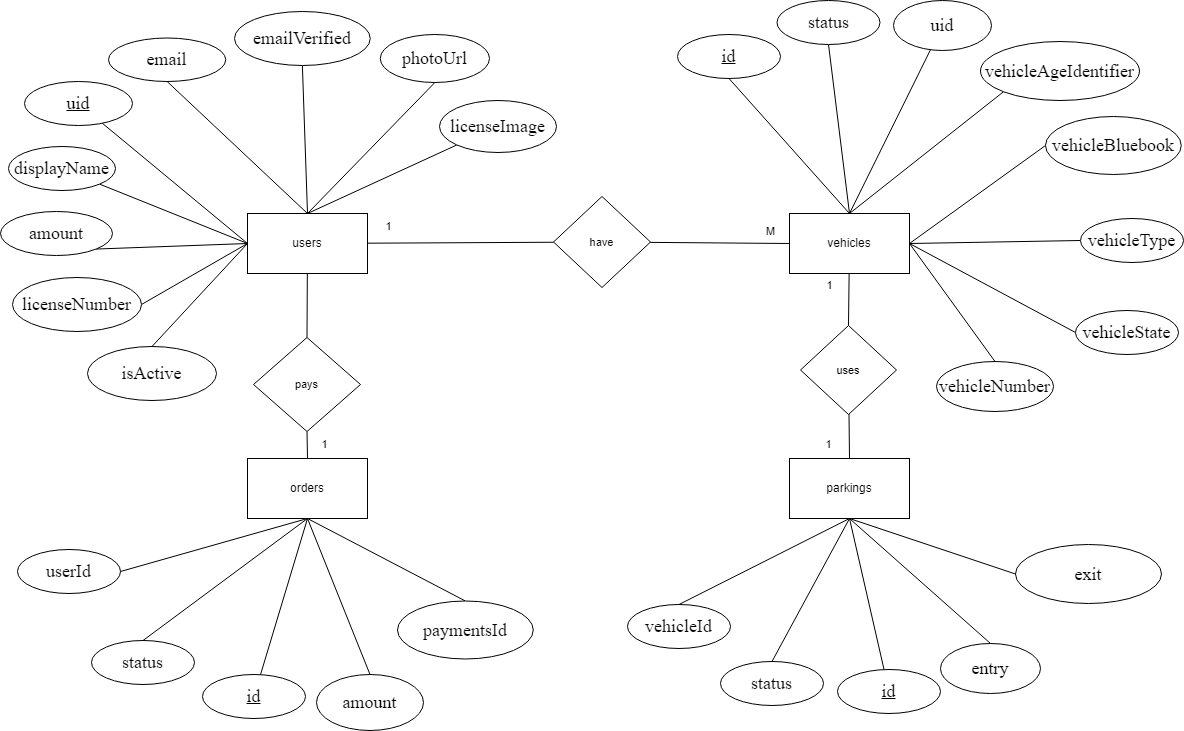 status
uid
emailVerified
email
photoUrl
id
vehicleAgeIdentifier
uid
licenseImage
vehicleBluebook
displayName
amount
1
M
users
have
vehicles
vehicleType
1
licenseNumber
vehicleState
isActive
pays
uses
vehicleNumber
1
1
orders
parkings
userId
exit
vehicleId
paymentsId
status
entry
status
id
id
amount